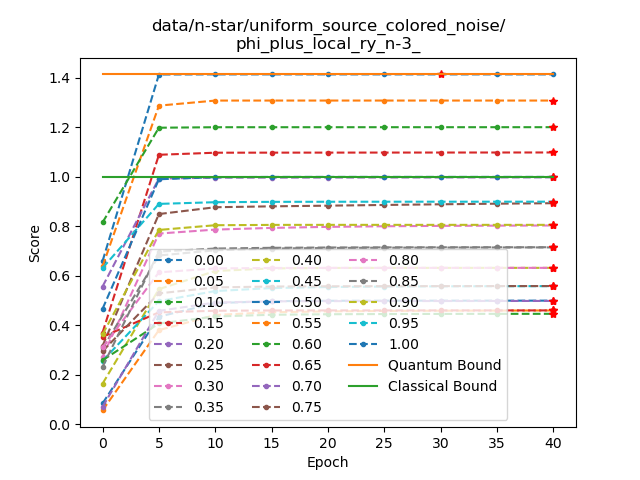 data/n-star/uniform_source_colored_noise/
phi_plus_local_ry_n-3_
Score
1.4
1.2
1.0
0.8
0.6
0.4
0.2
0.0
0.00 0.40 0.80
0.05 0.45 0.85
0.10 0.50 0.90
0.15 0.55 0.95
0.20 0.60 1.00
0.25 0.65 Quantum Bound
0.30 0.70 Classical Bound
0.35 0.75
0 5 10 15 20 25 30 35 40
Epoch